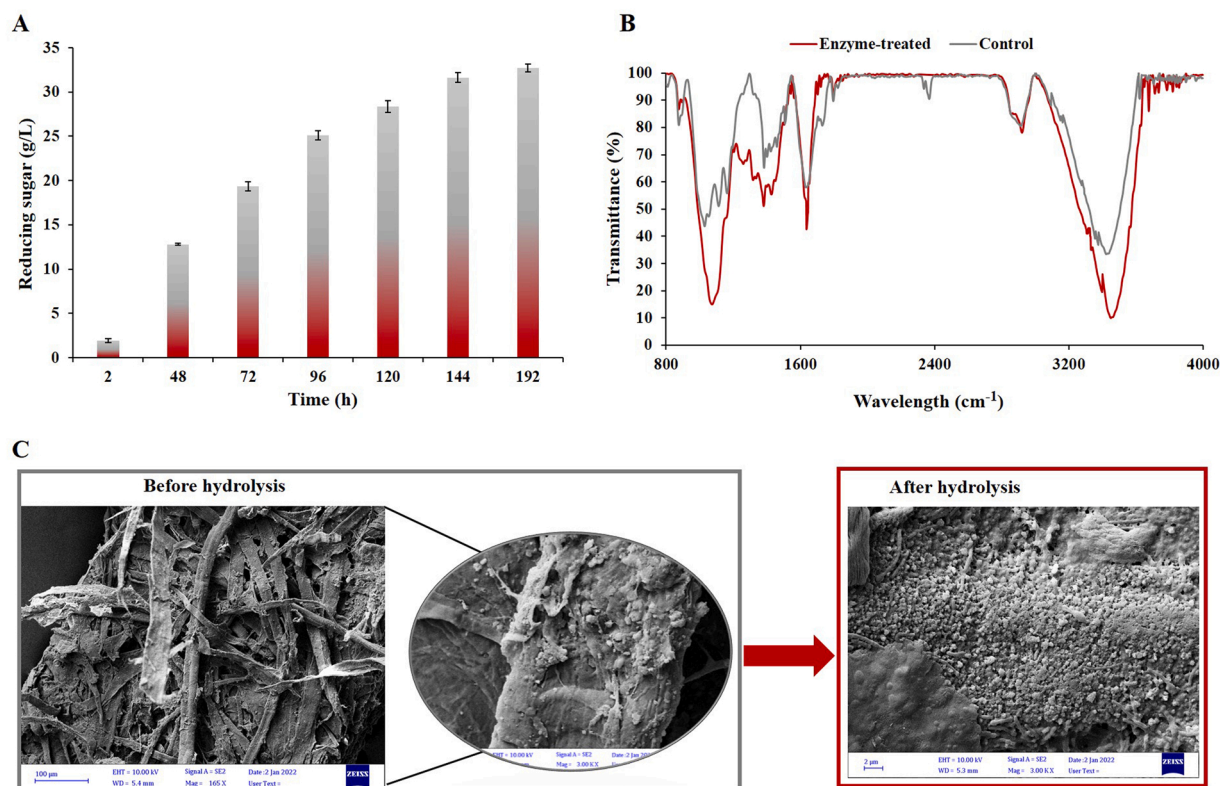 A
Reducing sugar (g/L)
35
30
25
20
15
10
5
0
2 48 72 96 120 144 192
Time (h)
B
Enzyme-treated Control
Transmittance (%)
100
90
80
70
60
50
40
30
20
10
0
800 1600 2400 3200 4000
Wavelength (cm-1)
C
Before hydrolysis
100 µm
EHT = 10.00 kV Signal A = SE2 Date :2 Jan 2022
WD = 5.4 mm Mag = 165 X User Text =
ZEISS
EHT = 10.00 kV Signal A = SE2 Date :2 Jan
Mag = 3.00 K X User
After hydrolysis
2 µm
EHT = 10.00 kV Signal A = SE2 Date :2 Jan 2022
WD = 5.3 mm Mag = 3.00 K X User Text =
ZEISS